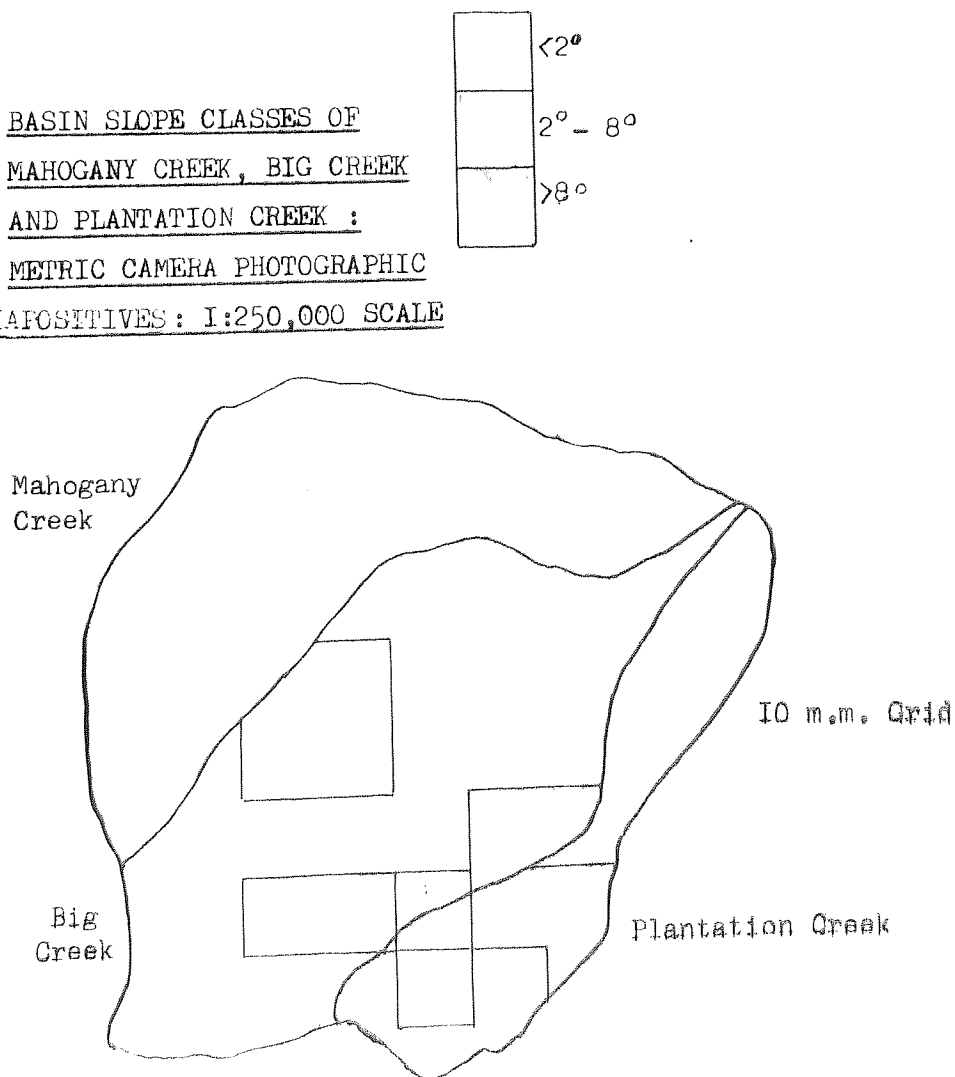 BASIN SLOPE CLASSES OF
MAHOGANY CREEK, BIG CREEK
AND PLANTATION CREEK :
METRIC CAMERA PHOTOGRAPHIC
IAPOSITIVES: I:250,000 SCALE
<2°
2° - 8°
>8°
Mahogany
Creek
IO m.m. Grid
Big
Creek
Plantation Creek